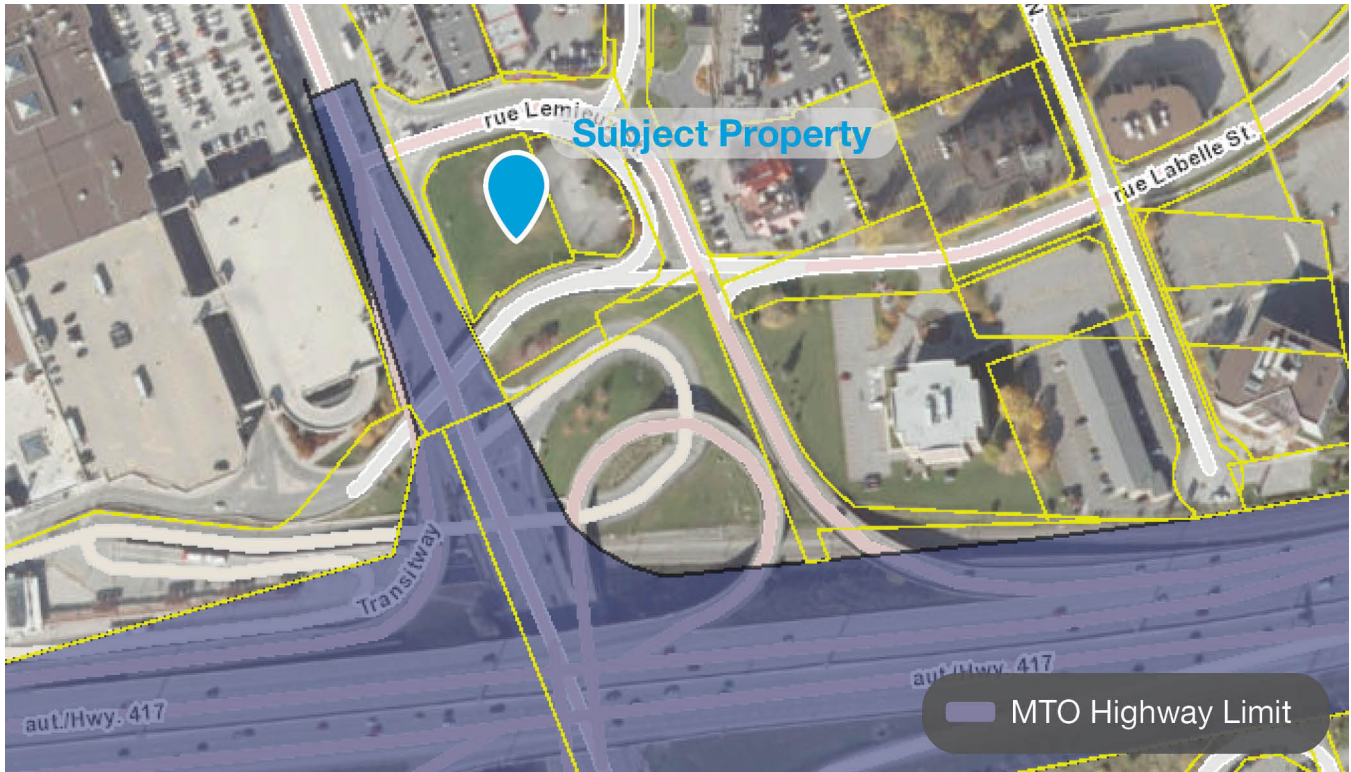 N
rue Lemieu
Subject Property
rue Labelle St.
Transitway
aut./Hwy. 417
aut./Hwy. 417
MTO Highway Limit